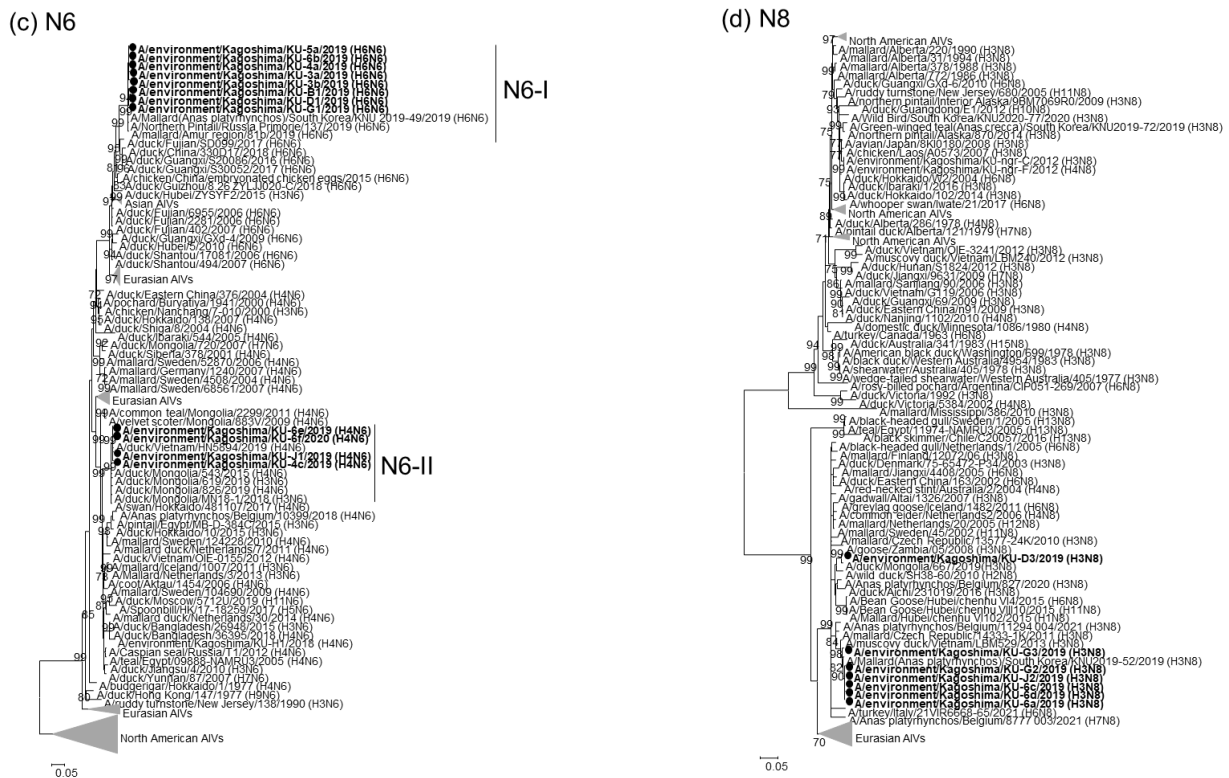 (c) N6
A/environment/Kagoshima/KU-5a/2019 (H6N6)
A/environment/Kagoshima/KU-6b/2019 (H6N6)
A/environment/Kagoshima/KU-4a/2019 (H6N6)
A/environment/Kagoshima/KU-3a/2019 (H6N6)
A/environment/Kagoshima/KU-3b/2019 (H6N6)
A/environment/Kagoshima/KU-B1/2019 (H6N6)
A/environment/Kagoshima/KU-D1/2019 (H6N6)
A/environment/Kagoshima/KU-G1/2019 (H6N6)
A/Mallard(Anas platyrhynchos)/South Korea/KNU 2019-49/2019 (H6N6)
A/Northern Pintail/Russia Primorje/137/2019 (H6N6)
A/mallard/Amur region/81b/2019 (H6N6)
N6-I
A/duck/Fujian/SD099/2017 (H6N6)
A/duck/China/330D17/2018 (H6N6)
A/duck/Guangxi/S20086/2016 (H6N6)
A/duck/Guangxi/S30052/2017 (H6N6)
A/chicken/China/embryonated chicken eggs/2015 (H6N6)
A/duck/Guizhou/S 26 ZYLJJ020-C/2018 (H6N6)
A/duck/Hubei/ZYSYF2/2015 (H3N6)
Asian AIVs
A/duck/Fujian/6955/2006 (H6N6)
A/duck/Fujian/2281/2006 (H6N6)
A/duck/Fujian/402/2007 (H6N6)
A/duck/Guangxi/GXd-4/2009 (H6N6)
A/duck/Hubei/5/2010 (H6N6)
A/duck/Shantou/17081/2006 (H6N6)
A/duck/Shantou/494/2007 (H6N6)
97 Eurasian AIVs
A/duck/Eastern China/376/2004 (H4N6)
A/pochard/Buryatiya/1941/2000 (H4N6)
A/chicken/Nanchang/7-010/2000 (H3N6)
A/duck/Hokkaido/138/2007 (H4N6)
A/duck/Shiga/8/2004 (H4N6)
A/duck/Ibaraki/544/2005 (H4N6)
A/duck/Mongolia/720/2007 (H7N6)
A/duck/Siberia/378/2001 (H4N6)
A/mallard/Sweden/52870/2006 (H4N6)
A/mallard/Germany/1240/2007 (H4N6)
A/mallard/Sweden/4508/2004 (H4N6)
A/mallard/Sweden/68561/2007 (H4N6)
Eurasian AIVs
A/common teal/Mongolia/2299/2011 (H4N6)
A/velvet scoter/Mongolia/883V/2009 (H4N6)
A/environment/Kagoshima/KU-6e/2019 (H4N6)
A/environment/Kagoshima/KU-6f/2020 (H4N6)
A/duck/Vietnam/HN5894/2019 (H4N6)
A/environment/Kagoshima/KU-J1/2019 (H4N6)
A/environment/Kagoshima/KU-4c/2019 (H4N6)
A/duck/Mongolia/543/2015 (H4N6)
A/duck/Mongolia/619/2019 (H3N6)
A/duck/Mongolia/826/2019 (H4N6)
A/duck/Mongolia/MN18-1/2018 (H3N6)
N6-II
A/swan/Hokkaido/481107/2017 (H4N6)
A/Anas platyrhynchos/Belgium/10399/2018 (H4N6)
A/pintail/Egypt/MB-D-384C/2015 (H3N6)
A/duck/Hokkaido/10/2015 (H3N6)
A/mallard/Sweden/124228/2010 (H4N6)
A/mallard duck/Netherlands/7/2011 (H4N6)
A/duck/Vietnam/OIE-0155/2012 (H4N6)
A/mallard/Iceland/1007/2011 (H3N6)
A/Mallard/Netherlands/3/2013 (H3N6)
A/coot/Aktau/1454/2006 (H4N6)
A/mallard/Sweden/104690/2009 (H4N6)
A/duck/Moscow/5712U/2019 (H11N6)
A/Spoonbill/HK/17-18259/2017 (H5N6)
A/mallard duck/Netherlands/30/2014 (H4N6)
A/duck/Bangladesh/26948/2015 (H3N6)
A/duck/Bangladesh/36395/2018 (H4N6)
A/environment/Kagoshima/KU-H1/2018 (H4N6)
A/Caspian seal/Russia/T1/2012 (H4N6)
A/teal/Egypt/09888-NAMRU3/2005 (H4N6)
A/duck/Jiangsu/4/2010 (H3N6)
A/duck/Yunnan/87/2007 (H7N6)
A/budgerigar/Hokkaido/1/1977 (H4N6)
A/duck/Hong Kong/147/1977 (H9N6)
A/ruddy turnstone/New Jersey/138/1990 (H3N6)
Eurasian AIVs
North American AIVs
0.05
(d) N8
97 North American AIVs
A/mallard/Alberta/220/1990 (H3N8)
A/mallard/Alberta/31/1994 (H3N8)
A/mallard/Alberta/378/1988 (H3N8)
A/mallard/Alberta/772/1986 (H3N8)
A/duck/Guangxi/GXd-6/2010 (H6N8)
A/ruddy turnstone/New Jersey/680/2005 (H11N8)
A/northern pintail/Interior Alaska/9BM7069R0/2009 (H3N8)
A/duck/Guangdong/E1/2012 (H10N8)
A/Wild Bird/South Korea/KNU2020-77/2020 (H3N8)
A/Green-winged teal(Anas crecca)/South Korea/KNU2019-72/2019 (H3N8)
A/northern pintail/Alaska/870/2014 (H3N8)
A/avian/Japan/8KI0180/2008 (H3N8)
A/chicken/Laos/A0573/2007 (H3N8)
A/environment/Kagoshima/KU-ngr-C/2012 (H3N8)
A/environment/Kagoshima/KU-ngr-F/2012 (H4N8)
A/duck/Hokkaido/W2/2004 (H6N8)
A/duck/Ibaraki/1/2016 (H3N8)
A/duck/Hokkaido/102/2014 (H3N8)
A/whooper swan/Iwate/21/2017 (H6N8)
North American AIVs
A/duck/Alberta/286/1978 (H4N8)
A/pintail duck/Alberta/121/1979 (H7N8)
North American AIVs
A/duck/Vietnam/OIE-3241/2012 (H3N8)
A/muscovy duck/Vietnam/LBM240/2012 (H3N8)
A/duck/Hunan/S1824/2012 (H3N8)
A/duck/Jiangxi/9631/2009 (H7N8)
A/mallard/Sanjiang/90/2006 (H3N8)
A/duck/Vietnam/G119/2006 (H3N8)
A/duck/Guangxi/69/2009 (H3N8)
A/duck/Eastern China/n91/2009 (H3N8)
A/duck/Nanjing/1102/2010 (H4N8)
A/domestic duck/Minnesota/1086/1980 (H4N8)
A/turkey/Canada/1963 (H6N8)
A/duck/Australia/341/1983 (H15N8)
A/American black duck/Washington/699/1978 (H3N8)
A/black duck/Western Australia/4954/1983 (H3N8)
A/shearwater/Australia/405/1978 (H3N8)
A/wedge-tailed shearwater/Western Australia/405/1977 (H3N8)
A/rosy-billed pochard/Argentina/CIP051-269/2007 (H6N8)
A/duck/Victoria/1992 (H3N8)
A/duck/Victoria/5384/2002 (H4N8)
A/mallard/Mississippi/386/2010 (H3N8)
A/black-headed gull/Sweden/1/2005 (H13N8)
A/teal/Egypt/11974-NAMRU3/2005 (H13N8)
A/black skimmer/Chile/C20057/2016 (H13N8)
A/black-headed gull/Netherlands/1/2005 (H6N8)
A/mallard/Finland/12072/06 (H3N8)
A/duck/Denmark/75-65472-P34/2003 (H3N8)
A/mallard/Jiangxi/4408/2005 (H6N8)
A/duck/Eastern China/163/2002 (H6N8)
A/red-necked stint/Australia/2/2004 (H4N8)
A/gadwall/Altai/1326/2007 (H3N8)
A/greylag goose/Iceland/1482/2011 (H6N8)
A/common eider/Netherlands2/2006 (H4N8)
A/mallard/Netherlands/20/2005 (H12N8)
A/mallard/Sweden/45/2002 (H11N8)
A/mallard/Czech Republic/13577-24K/2010 (H3N8)
A/goose/Zambia/05/2008 (H3N8)
A/environment/Kagoshima/KU-D3/2019 (H3N8)
A/duck/Mongolia/667/2019(H3N8)
A/wild duck/SH38-60/2010 (H2N8)
A/Anas platyrhynchos/Belgium/827/2020 (H3N8)
A/duck/Aichi/231019/2016 (H3N8)
A/Bean Goose/Hubei/chenhu V4/2015 (H6N8)
A/Bean Goose/Hubei/chenhu VII10/2015 (H11N8)
A/Mallard/Hubei/chenhu VI102/2015 (H1N8)
A/Anas platyrhynchos/Belgium/11294 004/2021 (H3N8)
A/mallard/Czech Republic/14333-1K/2011 (H3N8)
A/muscovy duck/Vietnam/LBM529/2013 (H3N8)
A/environment/Kagoshima/KU-G3/2019 (H3N8)
A/Mallard(Anas platyrhynchos)/South Korea/KNU2019-52/2019 (H3N8)
A/environment/Kagoshima/KU-G2/2019 (H3N8)
A/environment/Kagoshima/KU-J2/2019 (H3N8)
A/environment/Kagoshima/KU-6c/2019 (H3N8)
A/environment/Kagoshima/KU-6d/2019 (H3N8)
A/environment/Kagoshima/KU-6a/2019 (H3N8)
A/turkey/Italy/21VIR6668-65/2021 (H6N8)
A/Anas platyrhynchos/Belgium/8777 003/2021 (H7N8)
70 Eurasian AIVs
0.05